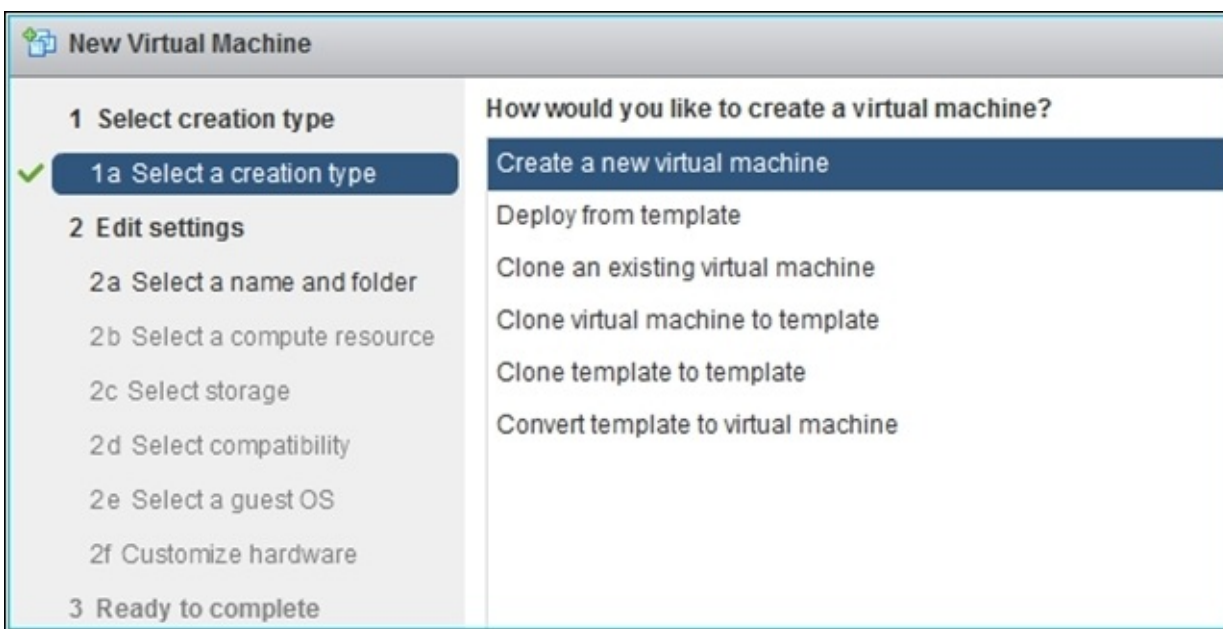 New Virtual Machine
1 Select creation type
1a Select a creation type
2 Edit settings
2a Select a name and folder
2b Select a compute resource
2c Select storage
2d Select compatibility
2e Select a guest OS
2f Customize hardware
3 Ready to complete
How would you like to create a virtual machine?
Create a new virtual machine
Deploy from template
Clone an existing virtual machine
Clone virtual machine to template
Clone template to template
Convert template to virtual machine